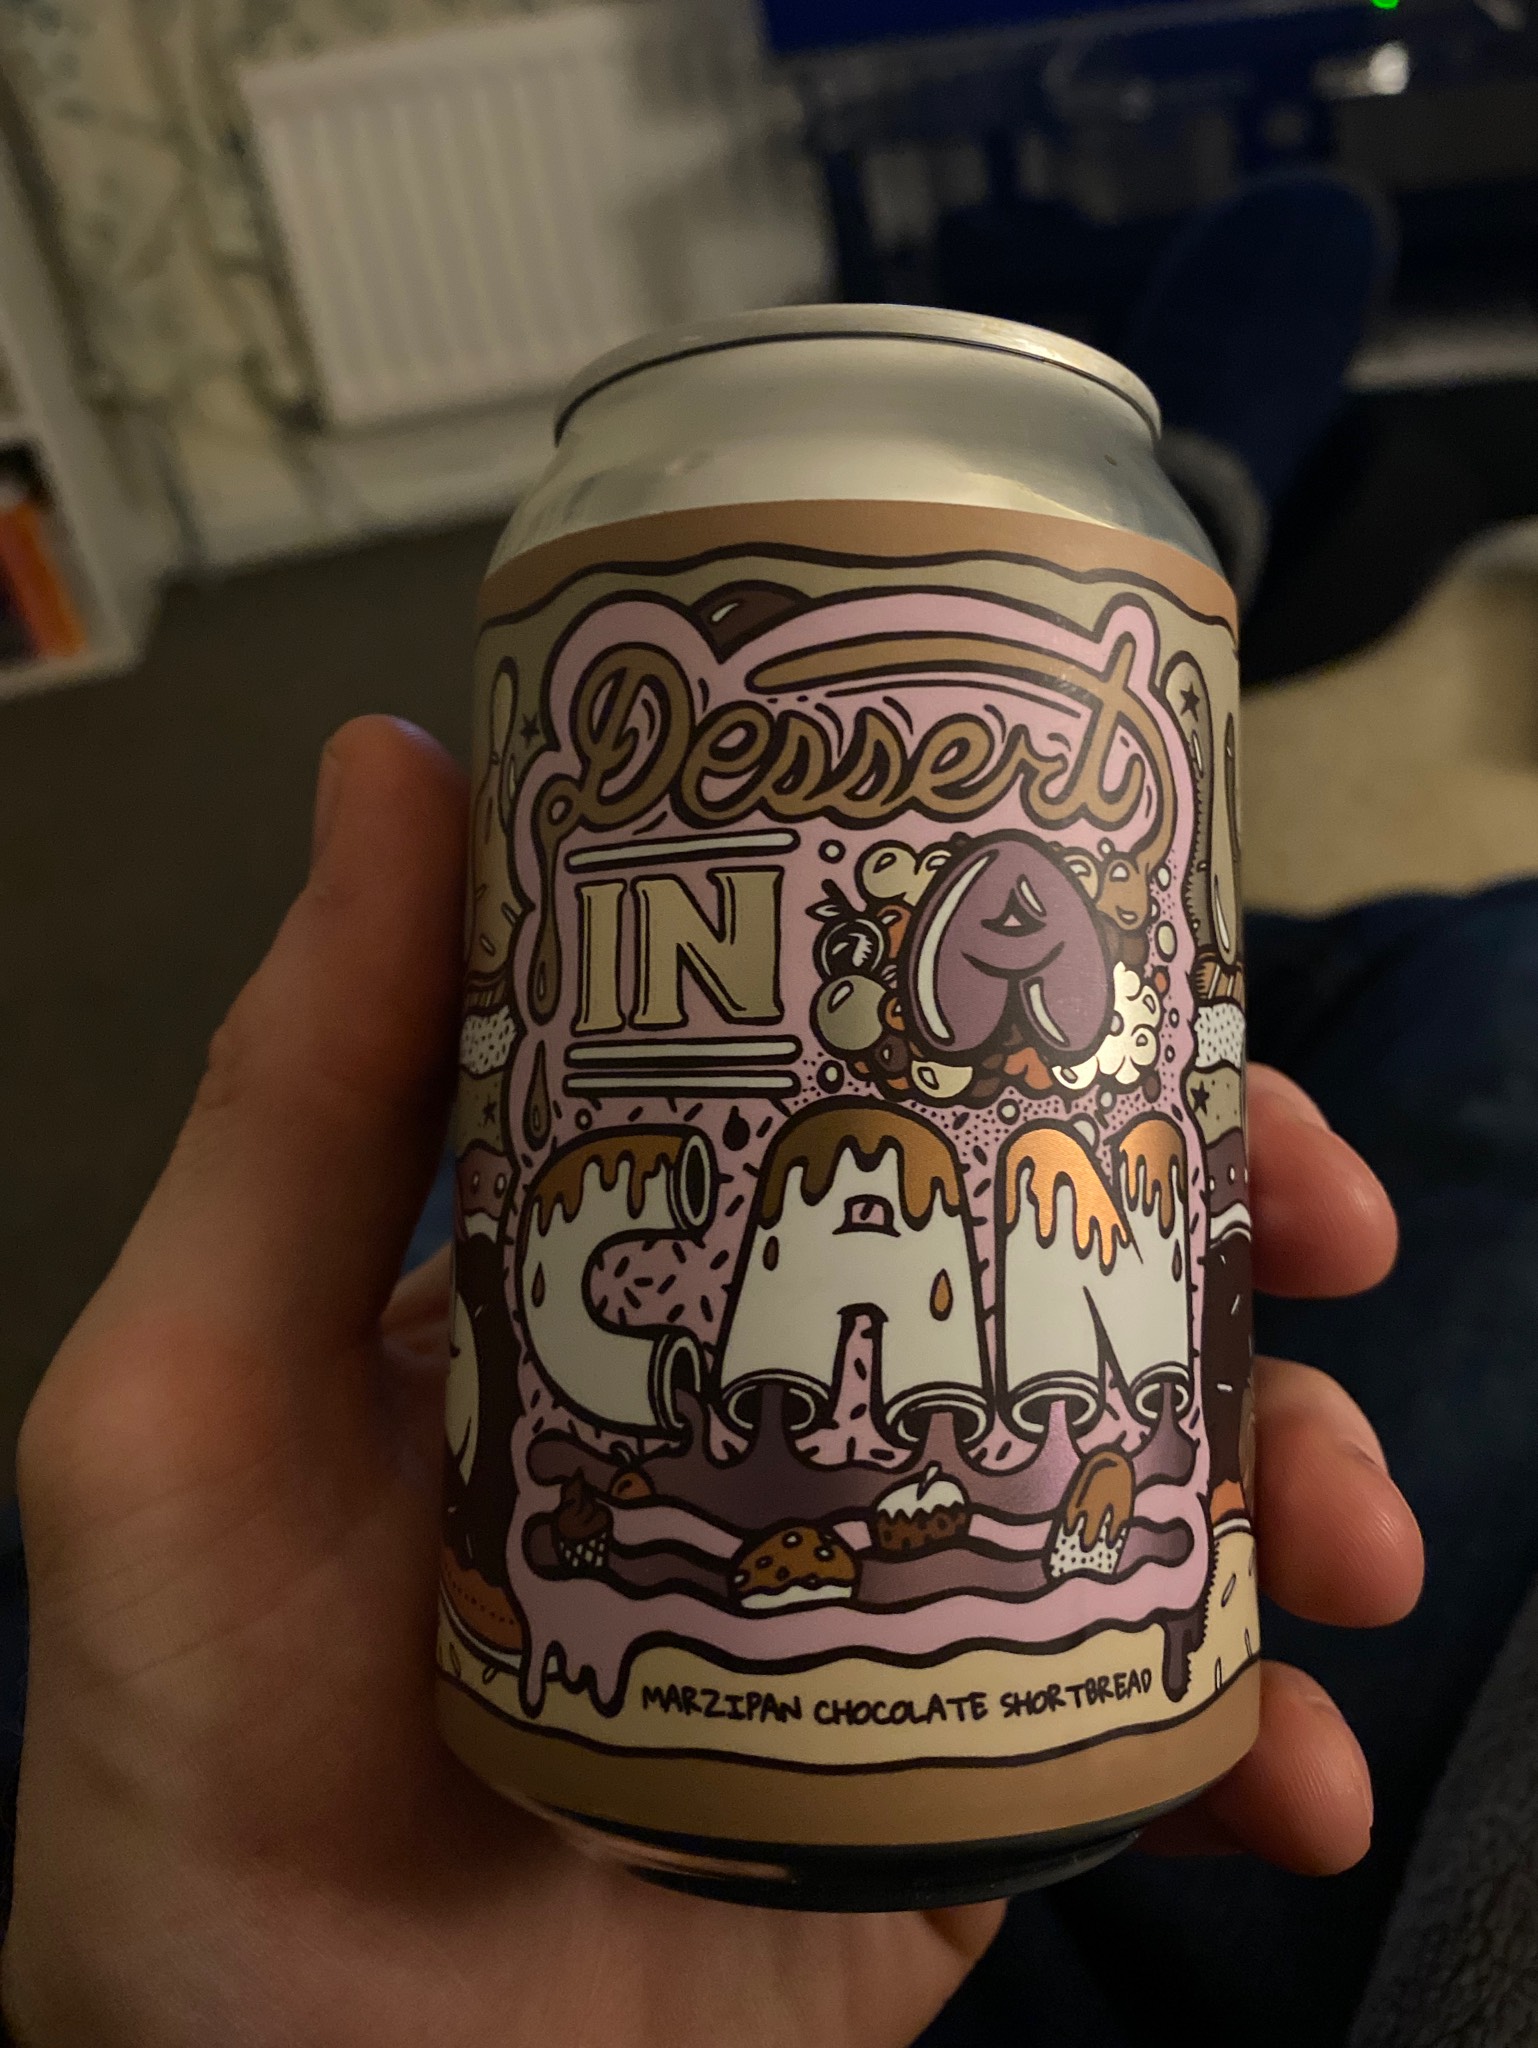 Dessert
IN A
CAN
MARZIPAN CHOCOLATE SHORTBREAD